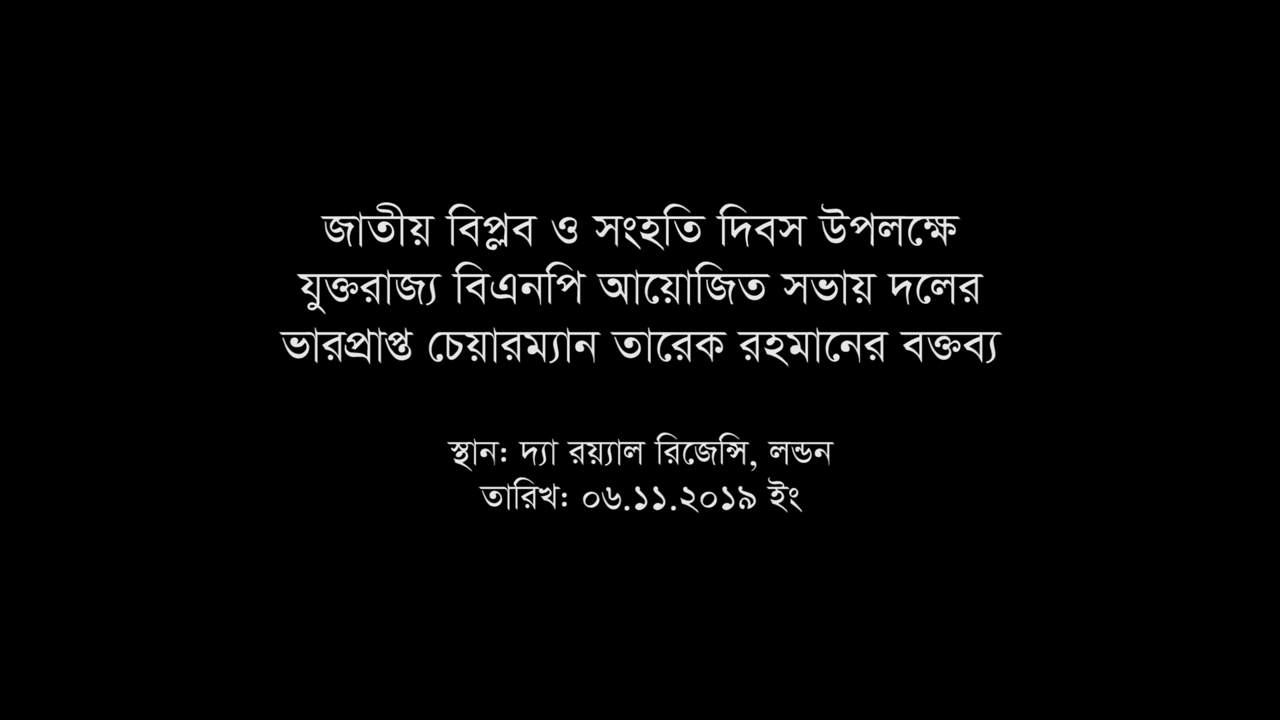 জাতীয় বিপ্লব ও সংহতি দিবস উপলক্ষে
যুক্তরাজ্য বিএনপি আয়োজিত সভায় দলের
ভারপ্রাপ্ত চেয়ারম্যান তারেক রহমানের বক্তব্য
স্থান: দ্যা রয়্যাল রিজেন্সি, লন্ডন
তারিখ: ০৬.১১.২০১৯ ইং